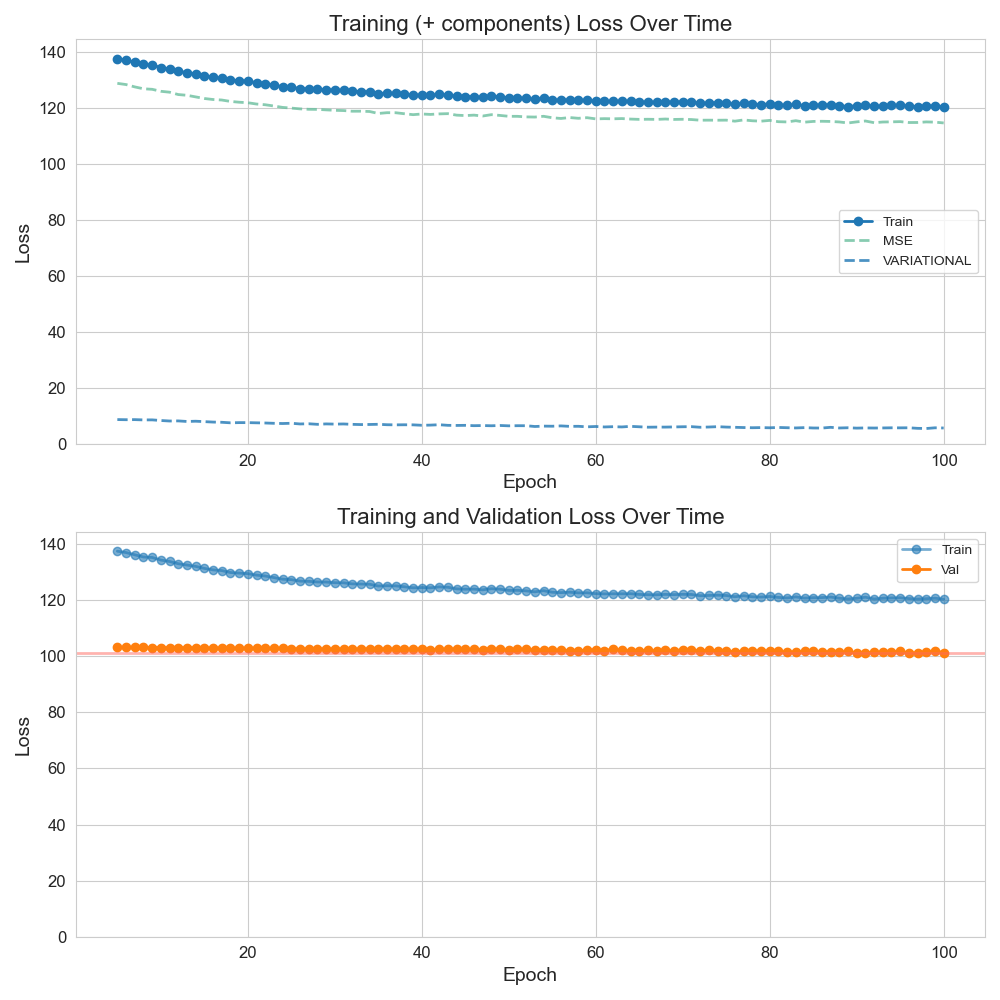 Training (+ components) Loss Over Time
140
120
100
80
60
40
20
0
Loss
Train
MSE
VARIATIONAL
20 40 60 80 100
Epoch
Training and Validation Loss Over Time
140
120
100
80
60
40
20
0
Loss
Train
Val
20 40 60 80 100
Epoch